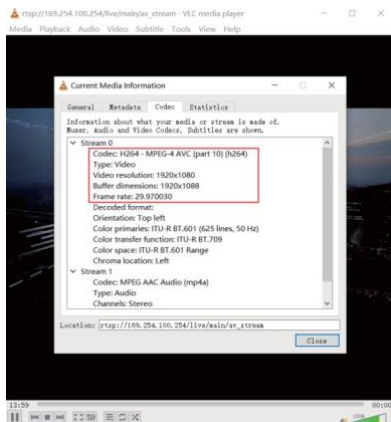 rtsp://169.254.100.254/live/main/av_stream - VLC media player
Media Playback Audio Video Subtitle Tools View Help
Current Media Information
General Metadata Codec Statistics
Information about what your media or stream is made of.
Muxer, Audio and Video Codecs, Subtitles are shown.
Stream 0
Codec: H264 - MPEG-4 AVC (part 10) (h264)
Type: Video
Video resolution: 1920x1080
Buffer dimensions: 1920x1088
Frame rate: 29.970030
Decoded format:
Orientation: Top left
Color primaries: ITU-R BT.601 (625 lines, 50 Hz)
Color transfer function: ITU-R BT.709
Color space: ITU-R BT.601 Range
Chroma location: Left
Stream 1
Codec: MPEG AAC Audio (mp4a)
Type: Audio
Channels: Stereo
Location: rtsp://169.254.100.254/live/main/av_stream
Close
13:59 00:00
100%